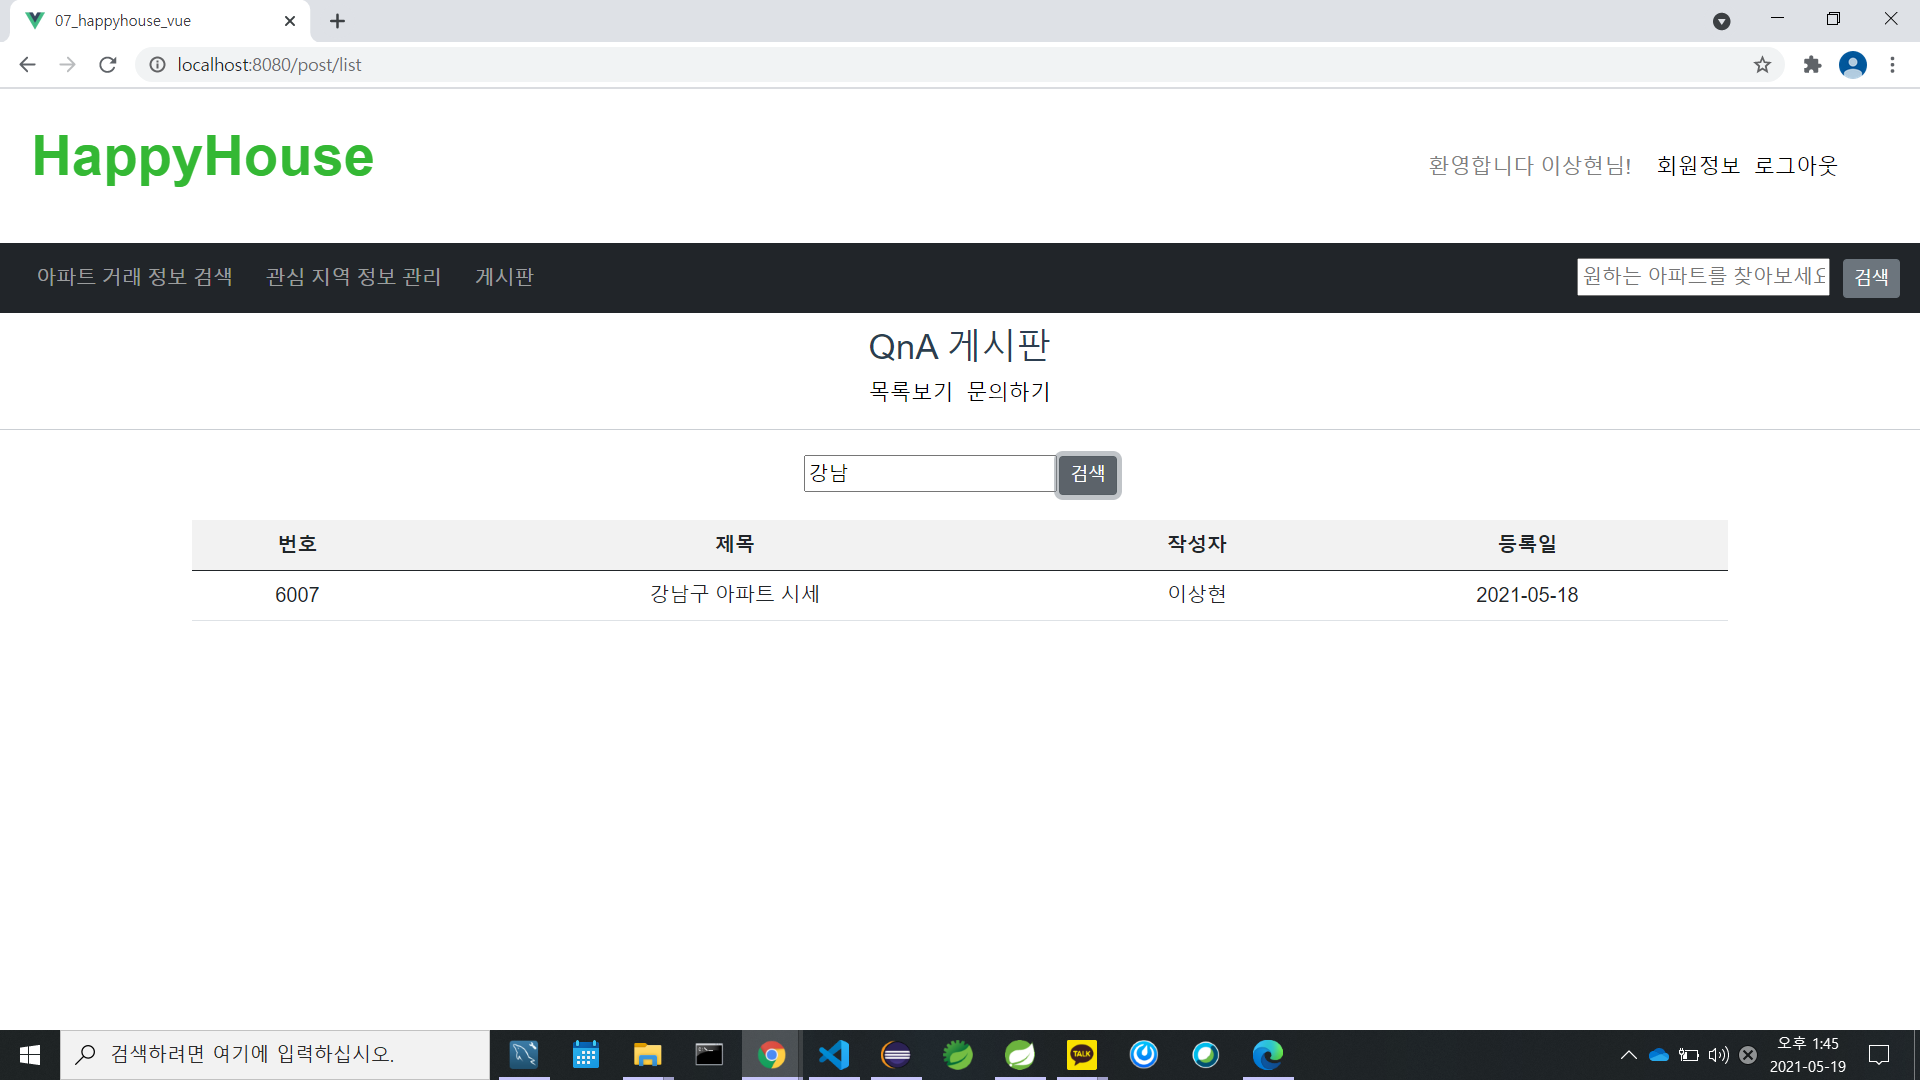 07_happyhouse_vue
localhost:8080/post/list
HappyHouse
환영합니다 이상현님! 회원정보 로그아웃
아파트 거래 정보 검색 관심 지역 정보 관리 게시판 원하는 아파트를 찾아보세요 검색
QnA 게시판
목록보기 문의하기
강남 검색
번호 제목 작성자 등록일
6007 강남구 아파트 시세 이상현 2021-05-18
검색하려면 여기에 입력하십시오.
TALK
오후 1:45
2021-05-19